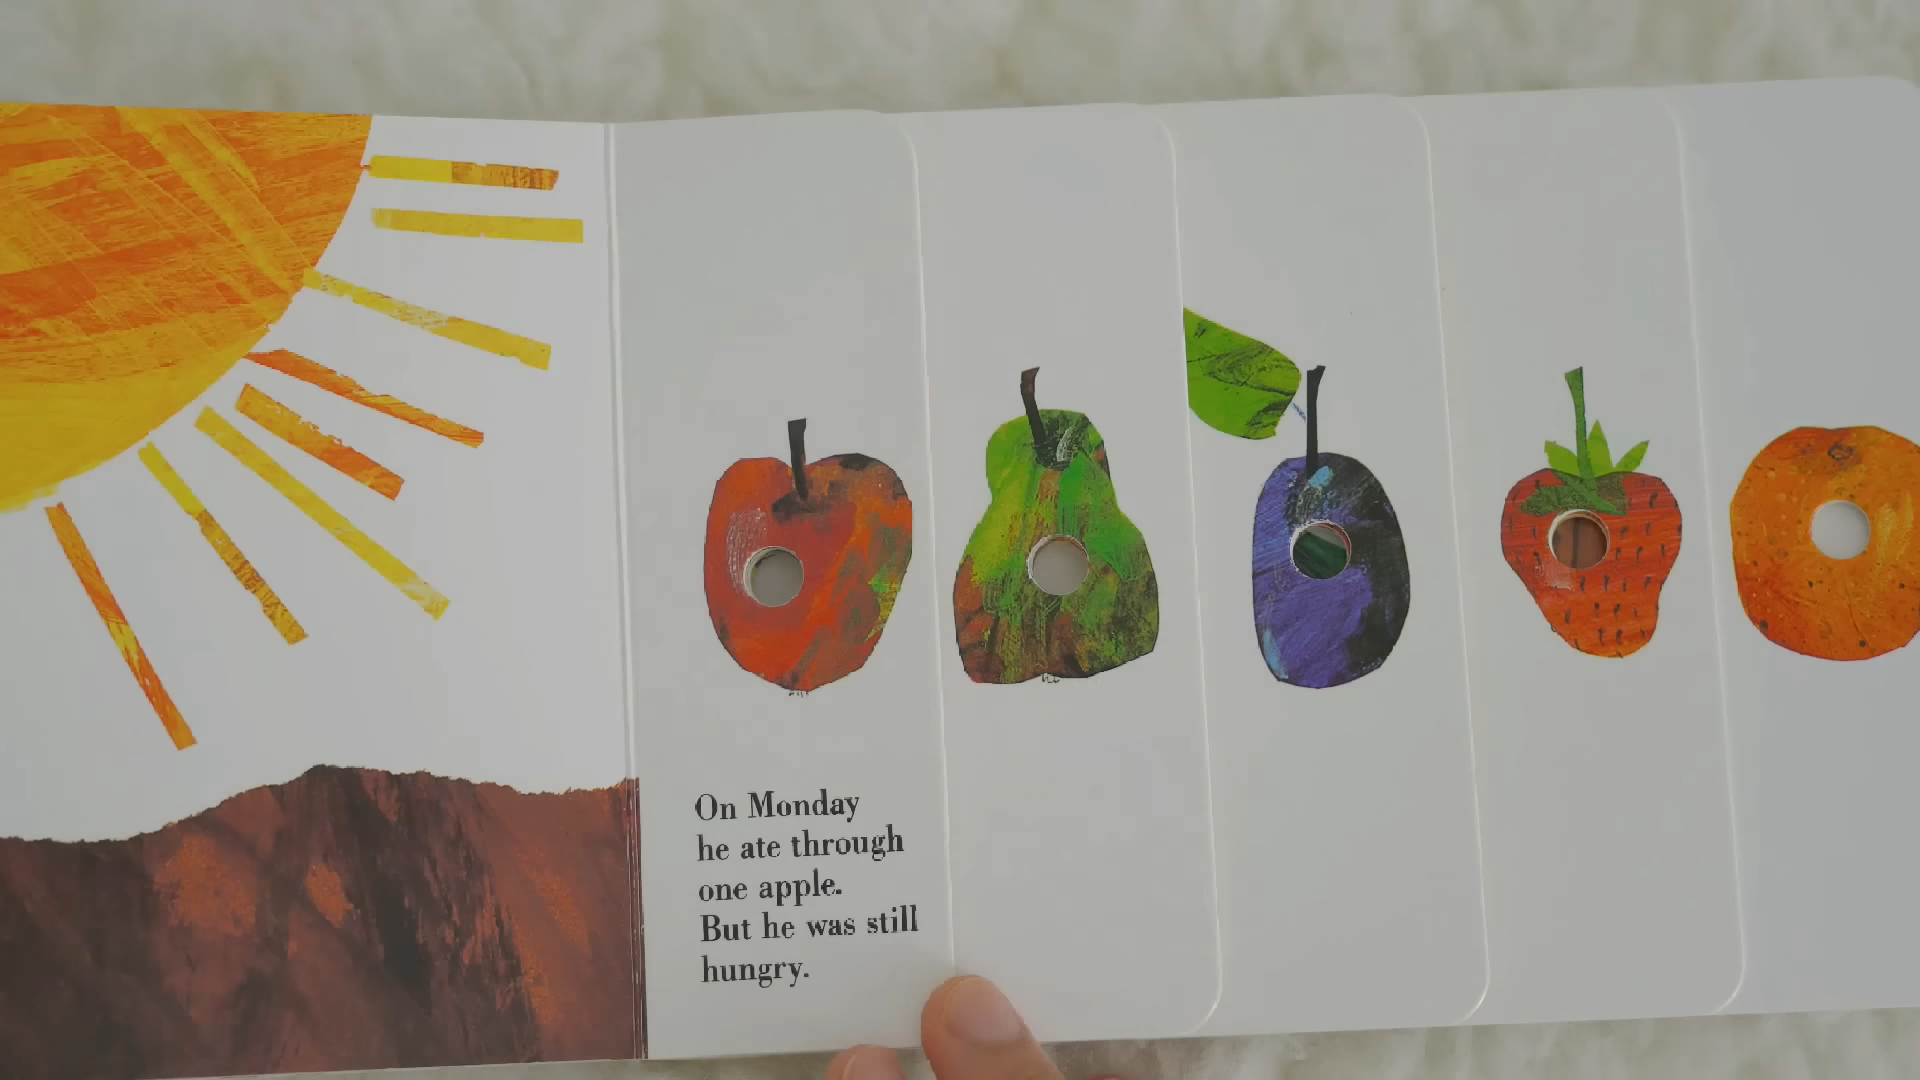 On Monday
he ate through
one apple.
But he was still
hungry.